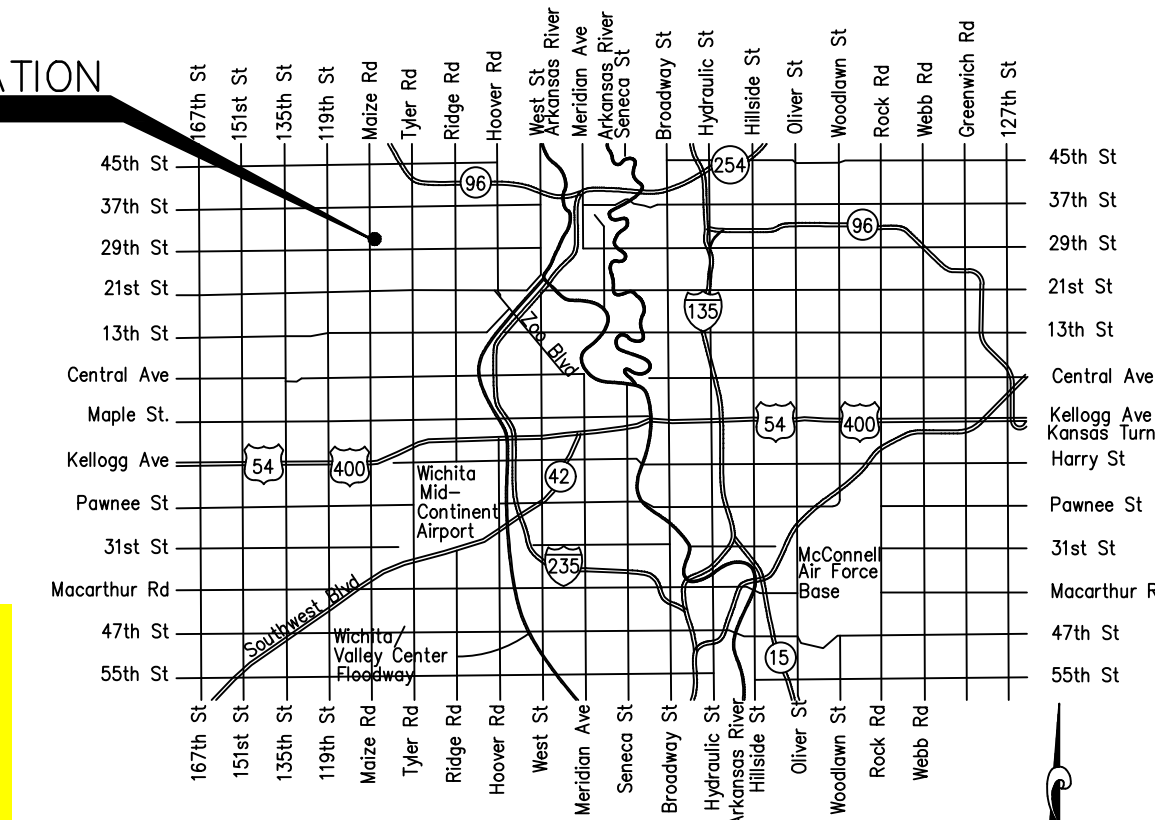 ATION
167th St
151st St
135th St
119th St
Maize Rd
Tyler Rd
Ridge Rd
Hoover Rd
West St
Arkansas River
Meridian Ave
Arkansas River
Seneca St
Broadway St
Hydraulic St
Hillside St
Oliver St
Woodlawn St
Rock Rd
Webb Rd
Greenwich Rd
127th St
45th St
254
45th St
96
37th St
37th St
96
29th St
29th St
21st St
21st St
135
13th St
Zoo Blvd
13th St
Central Ave
Central Ave
Maple St.
54
400
Kellogg Ave
Kansas Turn
Kellogg Ave
54
400
Harry St
Wichita
Mid-
Continent
Airport
42
Pawnee St
Pawnee St
31st St
31st St
235
McConnell
Air Force
Base
Macarthur Rd
Macarthur R
Southwest Blvd
47th St
47th St
Wichita/
Valley Center
Floodway
15
55th St
55th St
167th St
151st St
135th St
119th St
Maize Rd
Tyler Rd
Ridge Rd
Hoover Rd
West St
Meridian Ave
Seneca St
Broadway St
Hydraulic St
Arkansas River
Hillside St
Oliver St
Woodlawn St
Rock Rd
Webb Rd